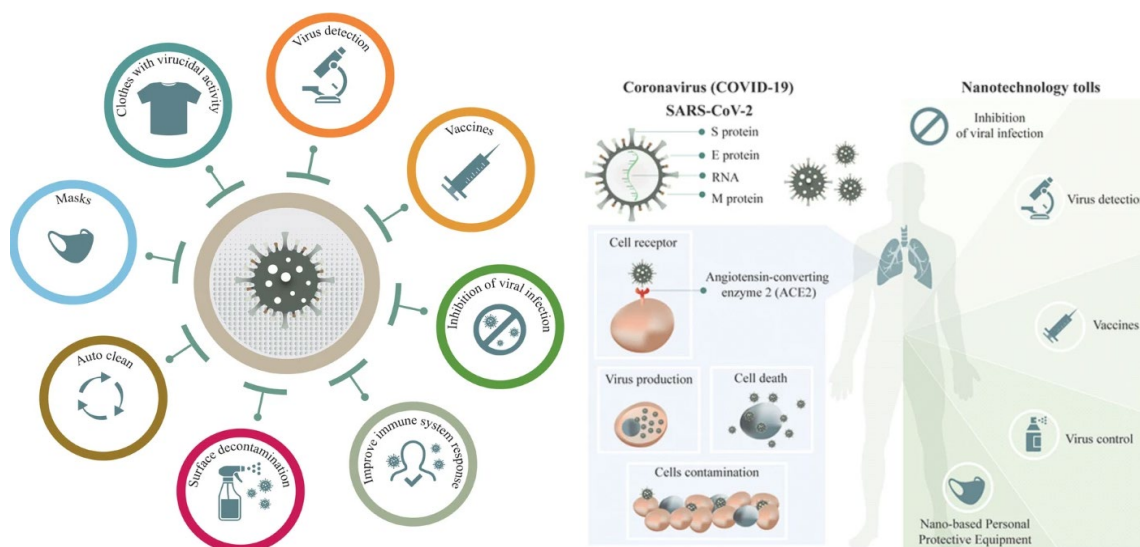 Clothes with virucidal activity
Virus detection
Vaccines
Masks
Inhibition of viral infection
Auto clean
Surface decontamination
Improve immune system response
Coronavirus (COVID-19)
SARS-CoV-2
S protein
E protein
RNA
M protein
Cell receptor
Angiotensin-converting
enzyme 2 (ACE2)
Virus production
Cell death
Cells contamination
Nanotechnology tolls
Inhibition
of viral infection
Virus detection
Vaccines
Virus control
Nano-based Personal
Protective Equipment